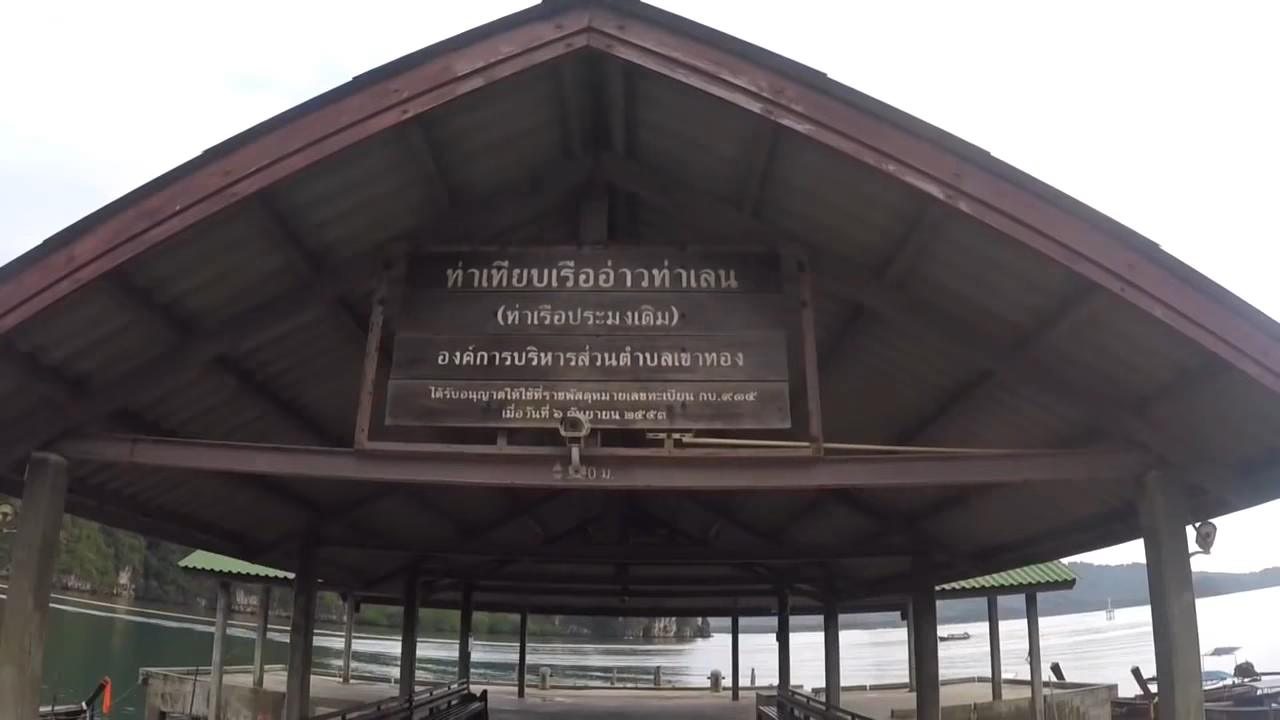 ท่าเทียบเรืออ่าวท่าเลน
(ท่าเรือประมงเดิม)
องค์การบริหารส่วนตำบลเขาทอง
ได้รับอนุญาตให้ใช้ที่ราชพัสดุหมายเลขทะเบียน กบ.๙๑๕
เมื่อวันที่ ๖ กันยายน ๒๕๕๓
ม.